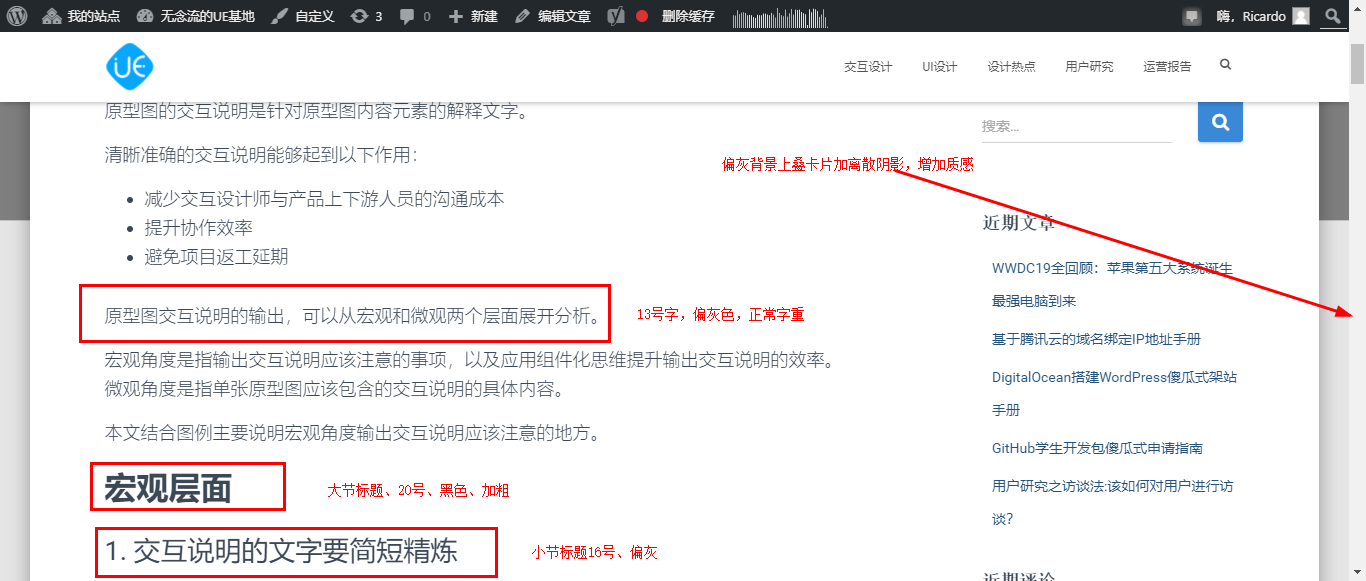 我的站点 无念流的UE基地 自定义 3 0 新建 编辑文章 删除缓存 嗨，Ricardo
UE 交互设计 UI设计 设计热点 用户研究 运营报告
原型图的交互说明是针对原型图内容元素的解释文字。
清晰准确的交互说明能够起到以下作用：
• 减少交互设计师与产品上下游人员的沟通成本
• 提升协作效率
• 避免项目返工延期
原型图交互说明的输出，可以从宏观和微观两个层面展开分析。
13号字，偏灰色，正常字重
宏观角度是指输出交互说明应该注意的事项，以及应用组件化思维提升输出交互说明的效率。
微观角度是指单张原型图应该包含的交互说明的具体内容。
本文结合图例主要说明宏观角度输出交互说明应该注意的地方。
宏观层面
大节标题、20号、黑色、加粗
1. 交互说明的文字要简短精炼
小节标题16号、偏灰
偏灰背景上叠卡片加离散阴影，增加质感
搜索...
近期文章
WWDC19全回顾：苹果第五大系统诞生
最强电脑到来
基于腾讯云的域名绑定IP地址手册
DigitalOcean搭建WordPress傻瓜式架站
手册
GitHub学生开发包傻瓜式申请指南
用户研究之访谈法:该如何对用户进行访
谈?
近期评论